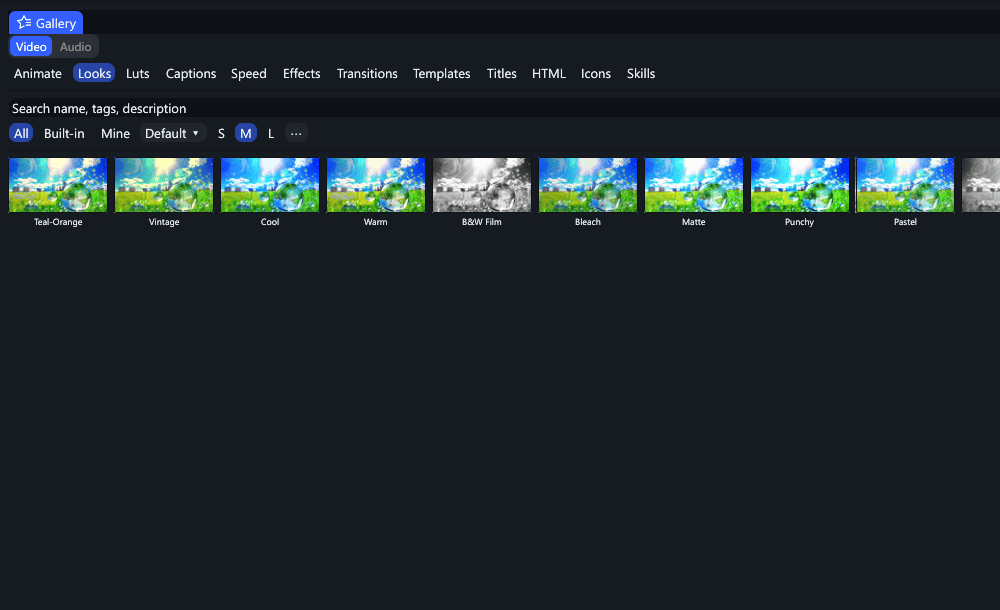 Gallery
Video Audio
Animate Looks Luts Captions Speed Effects Transitions Templates Titles HTML Icons Skills
Search name, tags, description
All Built-in Mine Default S M L ...
Teal-Orange Vintage Cool Warm B&W Film Bleach Matte Punchy Pastel